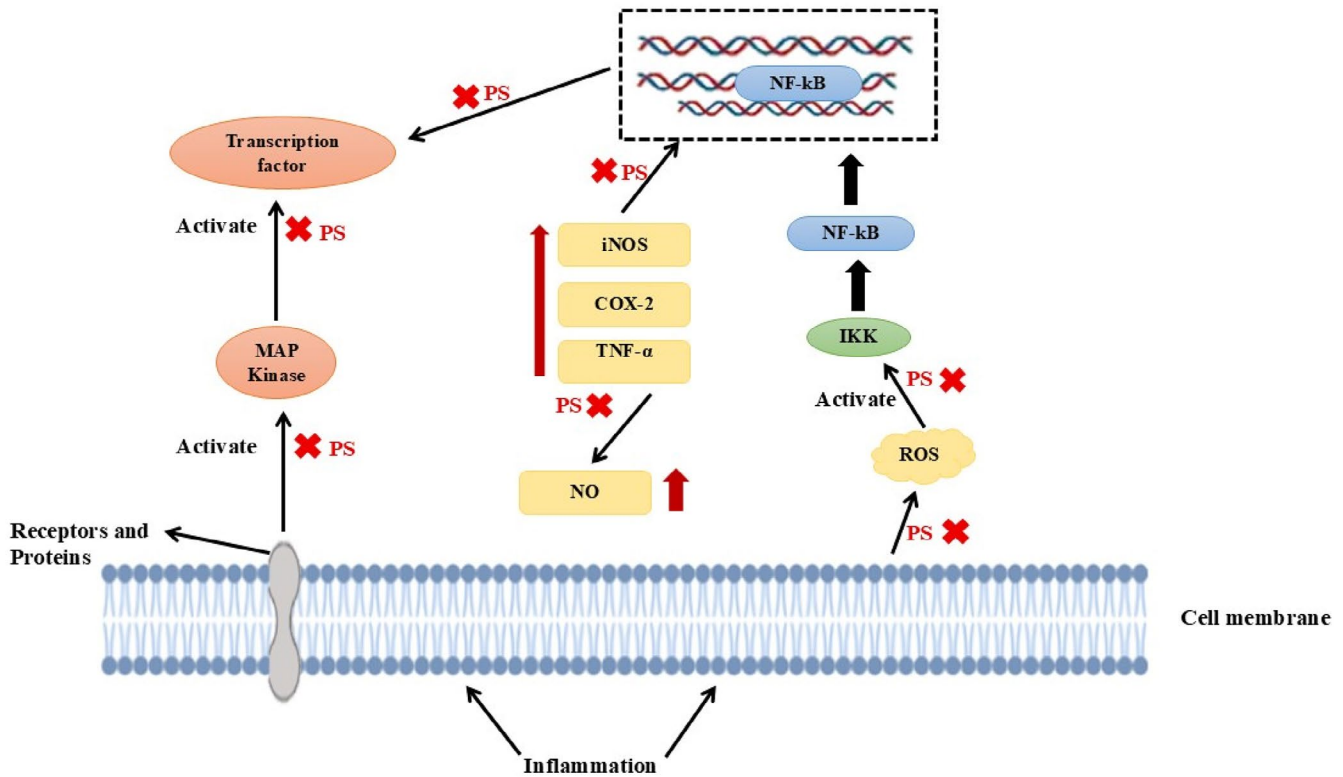 NF-kB
PS
Transcription
factor
PS
Activate
PS
iNOS
NF-kB
COX-2
IKK
TNF-α
MAP
Kinase
PS
PS
Activate
Activate
PS
ROS
NO
Receptors and
Proteins
PS
Cell membrane
Inflammation